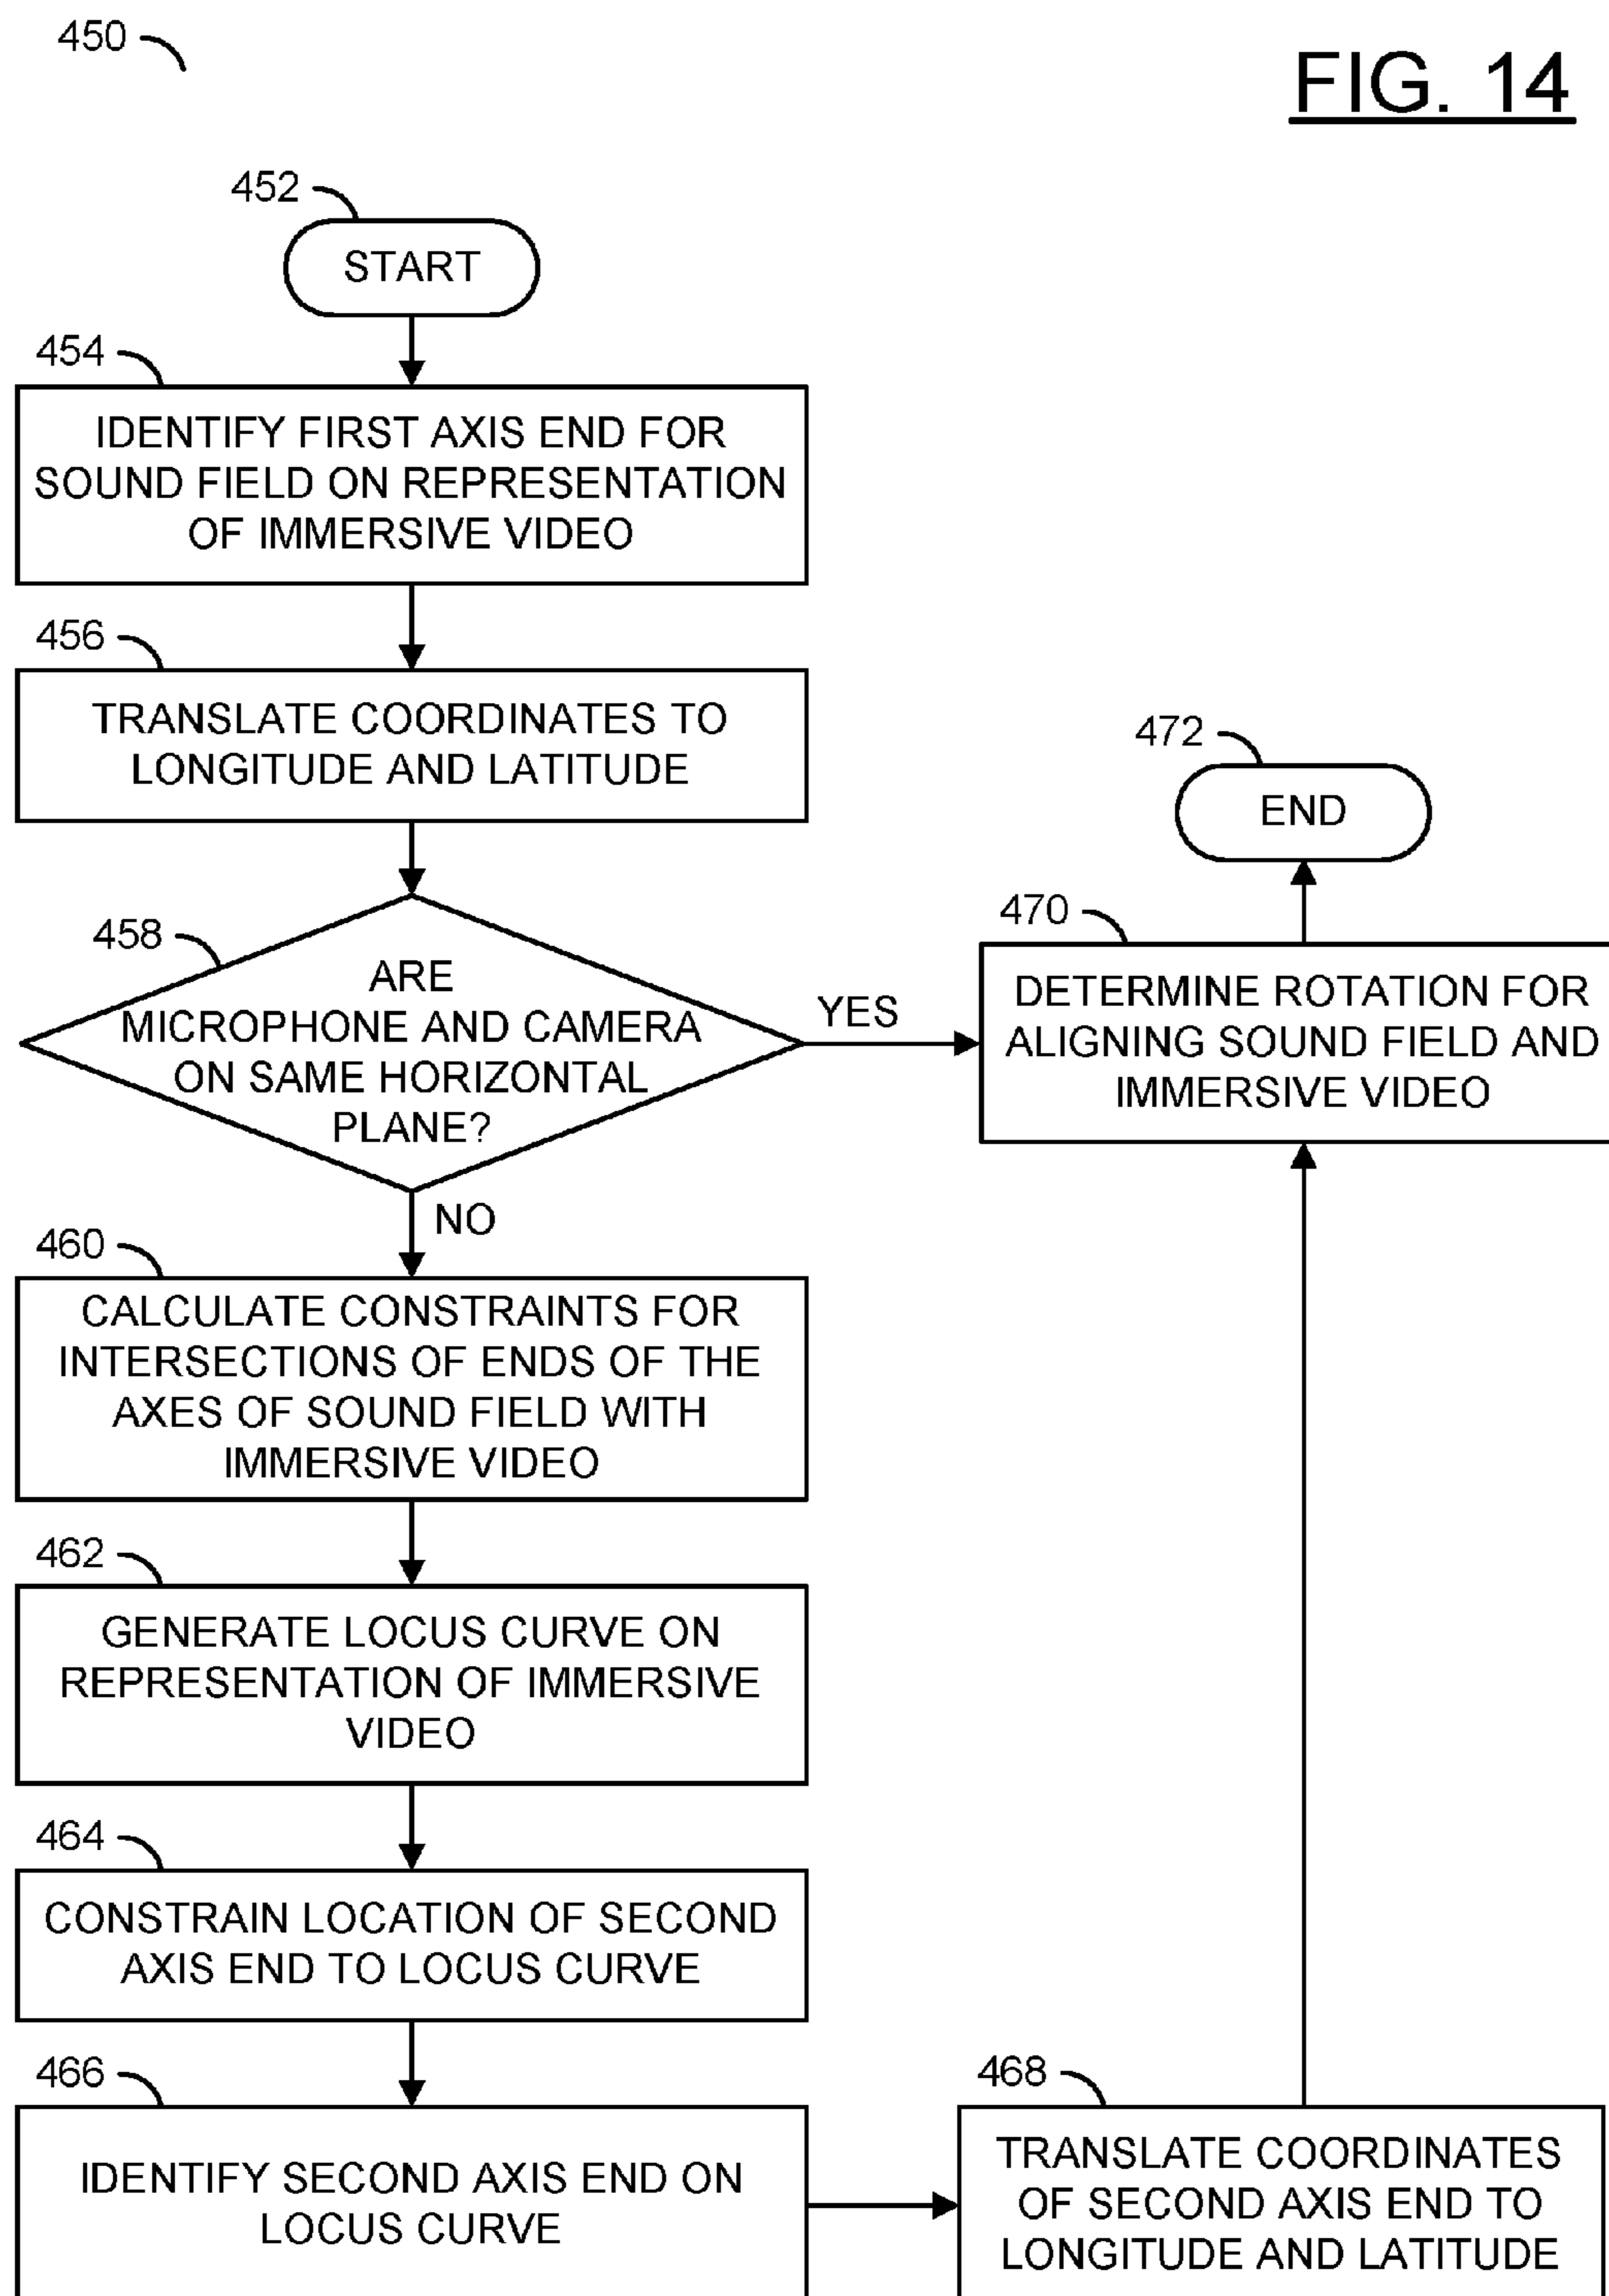 450
FIG. 14
452
START
454
IDENTIFY FIRST AXIS END FOR
SOUND FIELD ON REPRESENTATION
OF IMMERSIVE VIDEO
456
TRANSLATE COORDINATES TO
LONGITUDE AND LATITUDE
458
ARE
MICROPHONE AND CAMERA
ON SAME HORIZONTAL
PLANE?
YES
NO
460
CALCULATE CONSTRAINTS FOR
INTERSECTIONS OF ENDS OF THE
AXES OF SOUND FIELD WITH
IMMERSIVE VIDEO
462
GENERATE LOCUS CURVE ON
REPRESENTATION OF IMMERSIVE
VIDEO
464
CONSTRAIN LOCATION OF SECOND
AXIS END TO LOCUS CURVE
466
IDENTIFY SECOND AXIS END ON
LOCUS CURVE
468
TRANSLATE COORDINATES
OF SECOND AXIS END TO
LONGITUDE AND LATITUDE
470
DETERMINE ROTATION FOR
ALIGNING SOUND FIELD AND
IMMERSIVE VIDEO
472
END